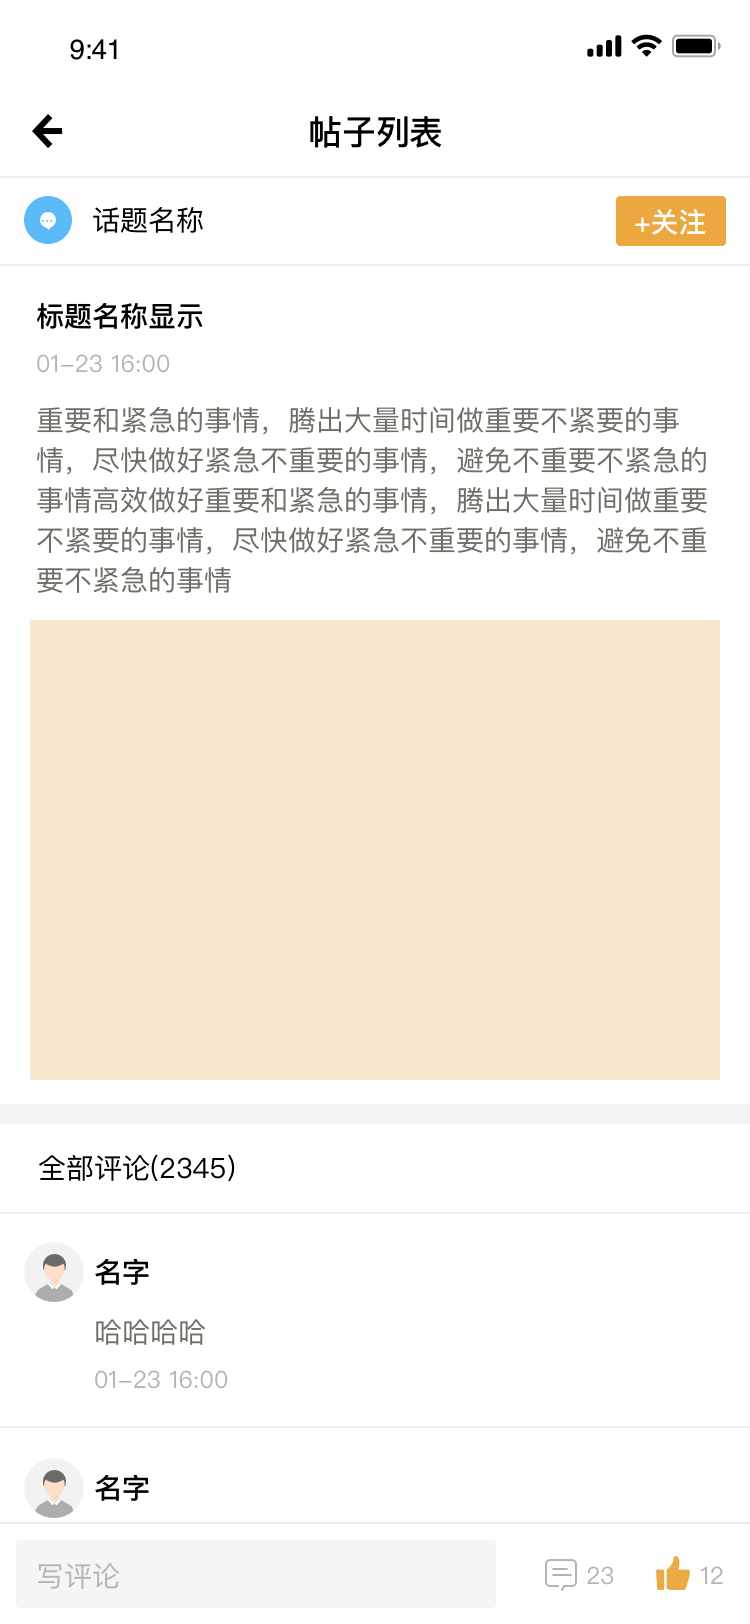 9:41
帖子列表
话题名称
+关注
标题名称显示
01-23 16:00
重要和紧急的事情，腾出大量时间做重要不紧要的事
情，尽快做好紧急不重要的事情，避免不重要不紧急的
事情高效做好重要和紧急的事情，腾出大量时间做重要
不紧要的事情，尽快做好紧急不重要的事情，避免不重
要不紧急的事情
全部评论(2345)
名字
哈哈哈哈
01-23 16:00
名字
写评论
23
12